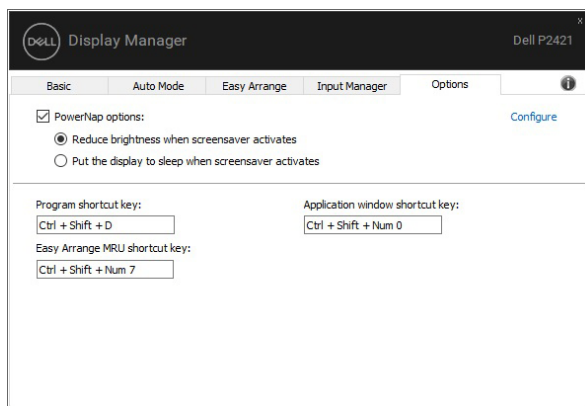 x
DELL Display Manager Dell P2421
Basic Auto Mode Easy Arrange Input Manager Options i
PowerNap options: Configure
Reduce brightness when screensaver activates
Put the display to sleep when screensaver activates
Program shortcut key: Application window shortcut key:
Ctrl + Shift + D Ctrl + Shift + Num 0
Easy Arrange MRU shortcut key:
Ctrl + Shift + Num 7